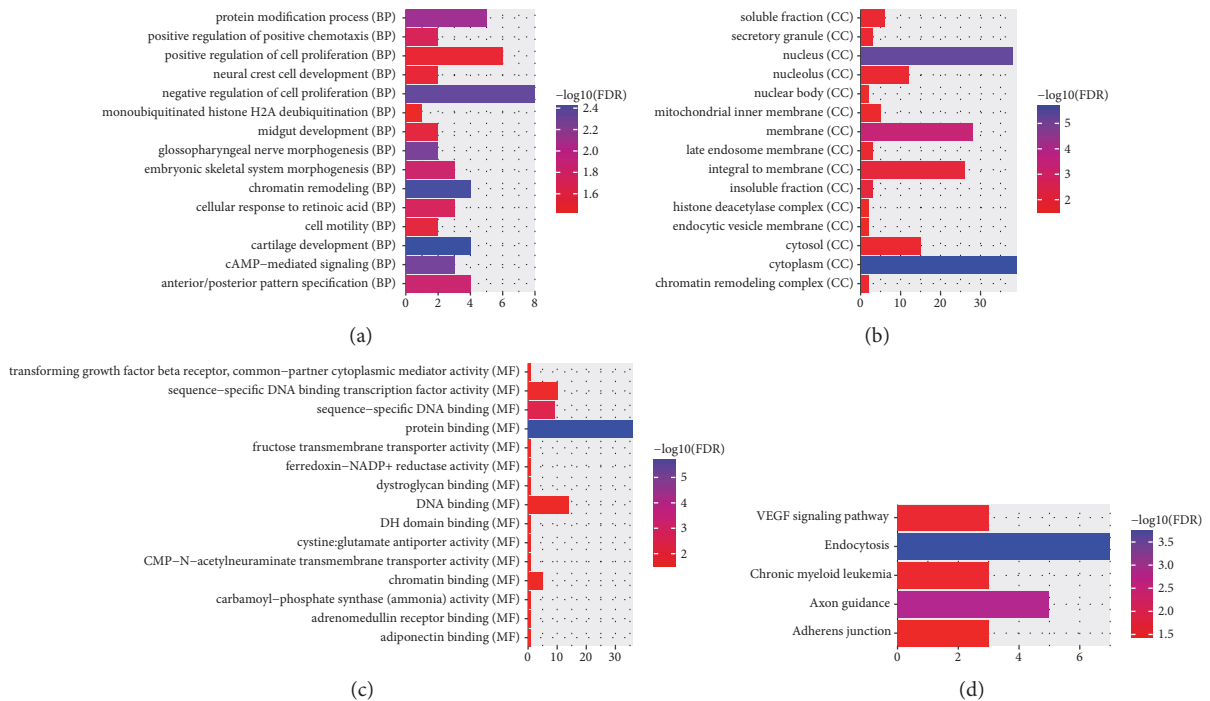 protein modification process (BP)
positive regulation of positive chemotaxis (BP)
positive regulation of cell proliferation (BP)
neural crest cell development (BP)
negative regulation of cell proliferation (BP)
monoubiquitinated histone H2A deubiquitination (BP)
midgut development (BP)
glossopharyngeal nerve morphogenesis (BP)
embryonic skeletal system morphogenesis (BP)
chromatin remodeling (BP)
cellular response to retinoic acid (BP)
cell motility (BP)
cartilage development (BP)
cAMP−mediated signaling (BP)
anterior/posterior pattern specification (BP)
0 2 4 6 8
−log10(FDR)
2.4
2.2
2.0
1.8
1.6
(a)
soluble fraction (CC)
secretory granule (CC)
nucleus (CC)
nucleolus (CC)
nuclear body (CC)
mitochondrial inner membrane (CC)
membrane (CC)
late endosome membrane (CC)
integral to membrane (CC)
insoluble fraction (CC)
histone deacetylase complex (CC)
endocytic vesicle membrane (CC)
cytosol (CC)
cytoplasm (CC)
chromatin remodeling complex (CC)
0 10 20 30
−log10(FDR)
5
4
3
2
(b)
transforming growth factor beta receptor, common−partner cytoplasmic mediator activity (MF)
sequence−specific DNA binding transcription factor activity (MF)
sequence−specific DNA binding (MF)
protein binding (MF)
fructose transmembrane transporter activity (MF)
ferredoxin−NADP+ reductase activity (MF)
dystroglycan binding (MF)
DNA binding (MF)
DH domain binding (MF)
cystine:glutamate antiporter activity (MF)
CMP−N−acetylneuraminate transmembrane transporter activity (MF)
chromatin binding (MF)
carbamoyl−phosphate synthase (ammonia) activity (MF)
adrenomedullin receptor binding (MF)
adiponectin binding (MF)
0 10 20 30
−log10(FDR)
5
4
3
2
(c)
VEGF signaling pathway
Endocytosis
Chronic myeloid leukemia
Axon guidance
Adherens junction
0 2 4 6
−log10(FDR)
3.5
3.0
2.5
2.0
1.5
(d)